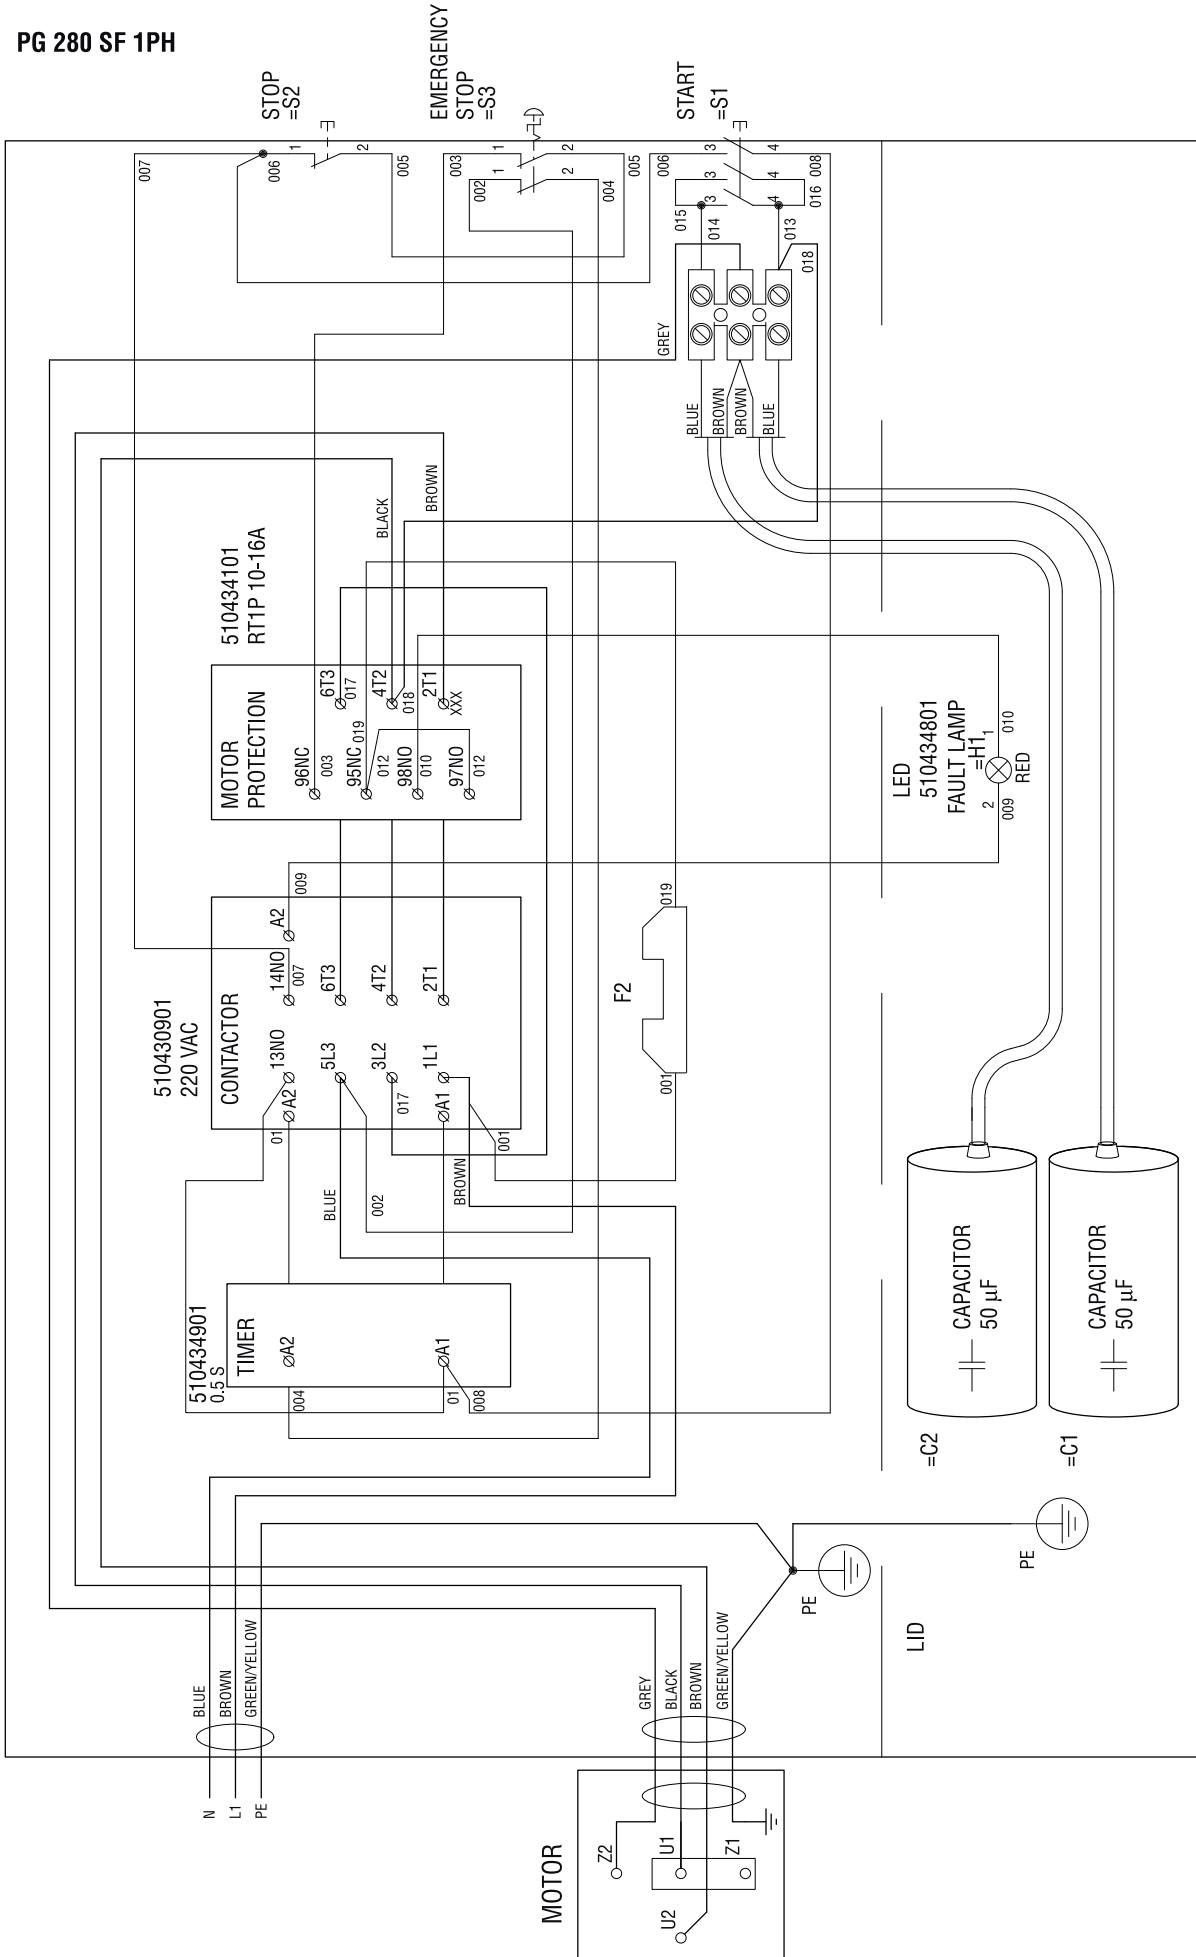 PG 280 SF 1PH
STOP
=S2
EMERGENCY
STOP
=S3
START
=S1
007
006
1
2
005
003
002
1
1
2
2
005
004
006
3
3
3
4
4
4
008
016
015
014
013
018
GREY
BLUE
BROWN
BROWN
BLUE
BLACK
BROWN
510434101
RT1P 10-16A
MOTOR
PROTECTION
96NC
003
6T3
017
95NC
019
012
4T2
018
98NO
010
2T1
XXX
97NO
012
LED
510434801
FAULT LAMP
=H1
1
010
2
009
RED
510430901
220 VAC
CONTACTOR
A2
009
14NO
007
13NO
A2
01
6T3
5L3
4T2
3L2
017
2T1
1L1
A1
001
F2
019
001
BLUE
002
BROWN
510434901
0.5 S
TIMER
A2
A1
004
01
008
CAPACITOR
50 µF
=C2
CAPACITOR
50 µF
=C1
PE
PE
LID
BLUE
BROWN
GREEN/YELLOW
N
L1
PE
GREY
BLACK
BROWN
GREEN/YELLOW
MOTOR
Z2
U1
Z1
U2